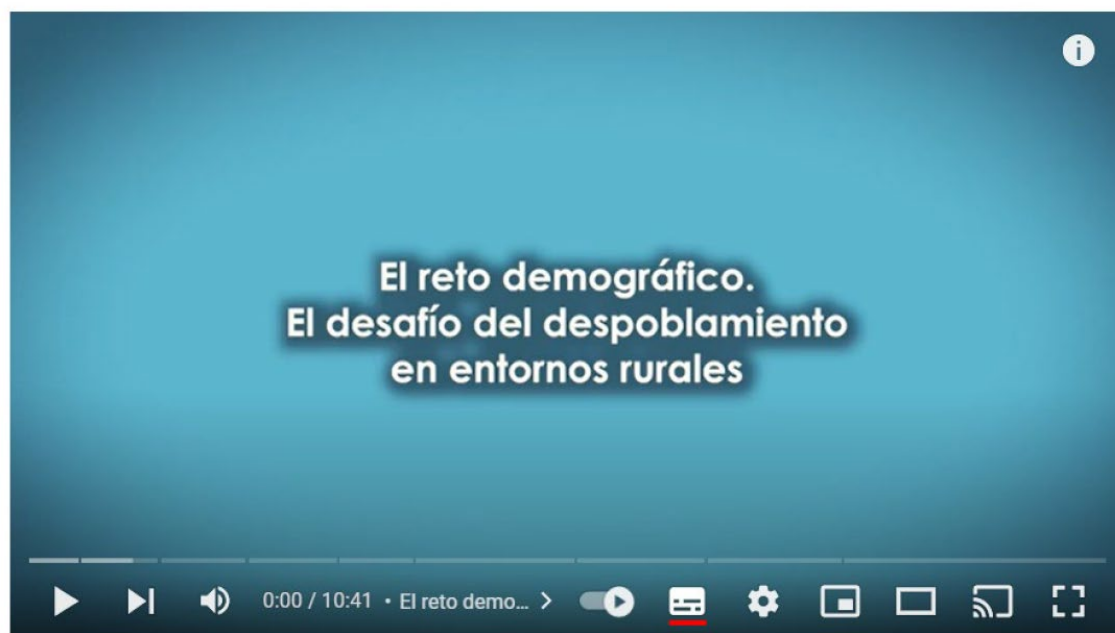 El reto demográfico.
El desafío del despoblamiento
en entornos rurales
0:00 / 10:41 • El reto demo...